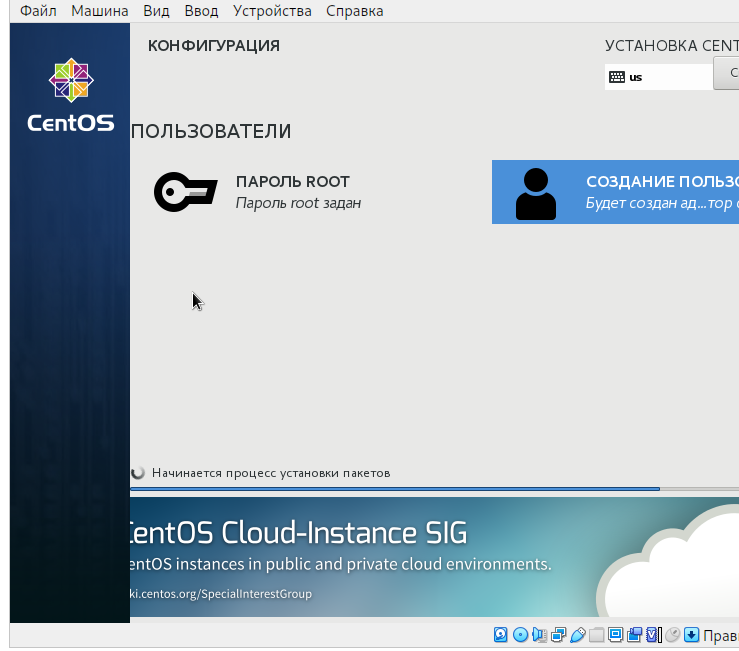 Файл Машина Вид Ввод Устройства Справка
КОНФИГУРАЦИЯ
УСТАНОВКА CENT
us
С
CentOS
ПОЛЬЗОВАТЕЛИ
ПАРОЛЬ ROOT
Пароль root задан
СОЗДАНИЕ ПОЛЬЗО
Будет создан ад...тор с
Начинается процесс установки пакетов
CentOS Cloud-Instance SIG
entOS instances in public and private cloud environments.
ki.centos.org/SpecialInterestGroup
Прав